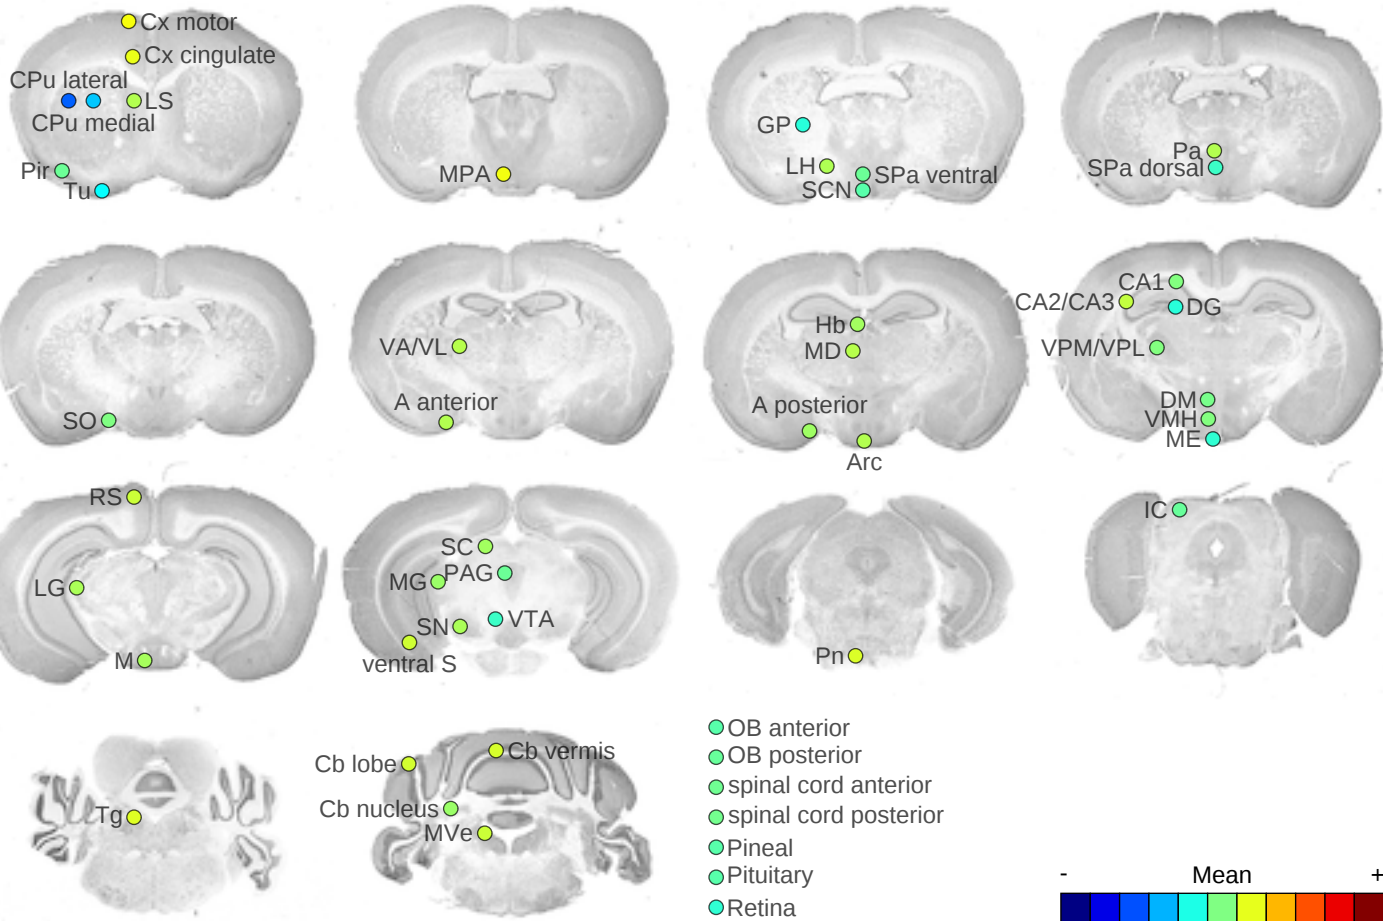 Cx motor
Cx cingulate
CPu lateral
LS
CPu medial
Pir
Tu
MPA
GP
LH
SPa ventral
SCN
Pa
SPa dorsal
SO
VA/VL
A anterior
Hb
MD
A posterior
Arc
CA1
CA2/CA3
DG
VPM/VPL
DM
VMH
ME
RS
LG
M
SC
PAG
MG
VTA
SN
ventral S
Pn
IC
Tg
Cb lobe
Cb vermis
Cb nucleus
MVe
OB anterior
OB posterior
spinal cord anterior
spinal cord posterior
Pineal
Pituitary
Retina
- Mean +